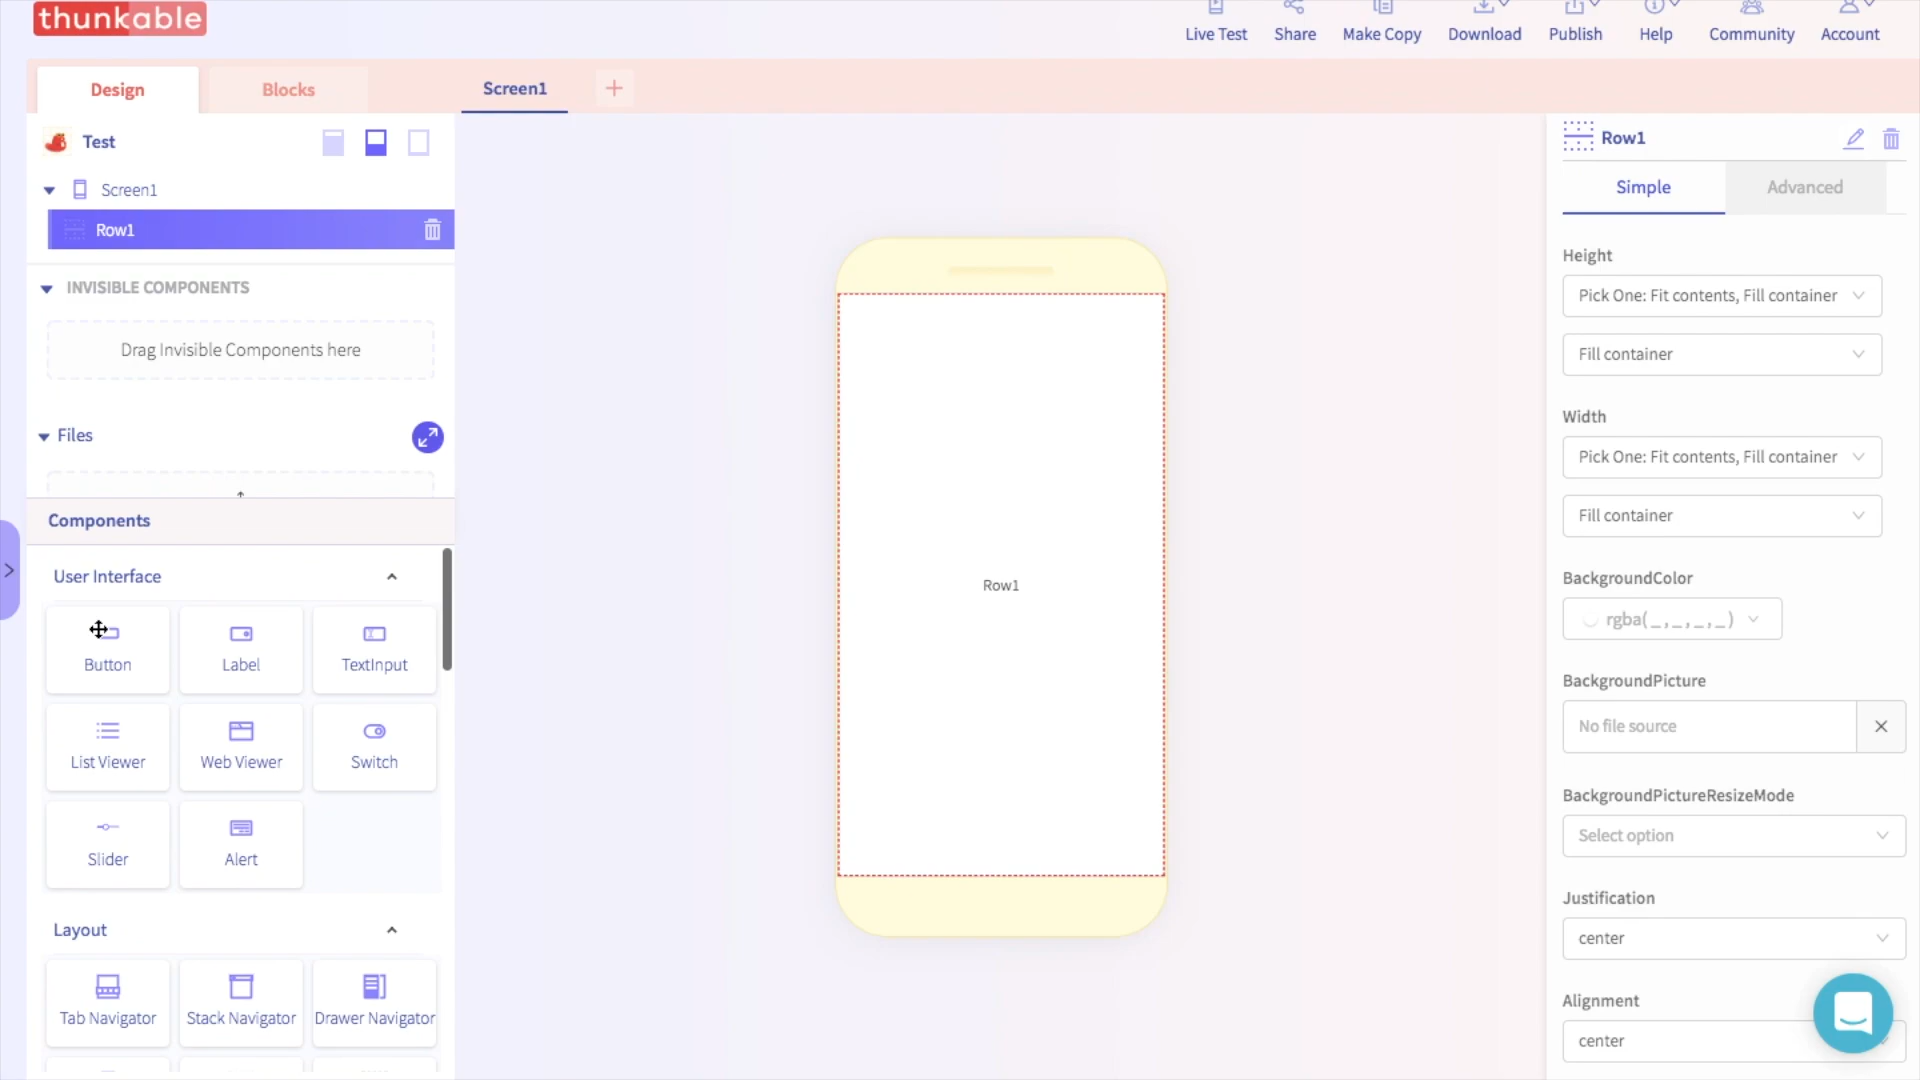 thunkable
Live Test
Share
Make Copy
Download
Publish
Help
Community
Account
Design
Blocks
Screen1
+
Test
Screen1
Row1
INVISIBLE COMPONENTS
Drag Invisible Components here
Files
Components
User Interface
Button
Label
TextInput
List Viewer
Web Viewer
Switch
Slider
Alert
Layout
Tab Navigator
Stack Navigator
Drawer Navigator
Row1
Row1
Simple
Advanced
Height
Pick One: Fit contents, Fill container
Fill container
Width
Pick One: Fit contents, Fill container
Fill container
BackgroundColor
rgba(_,_,_,_)
BackgroundPicture
No file source
BackgroundPictureResizeMode
Select option
Justification
center
Alignment
center